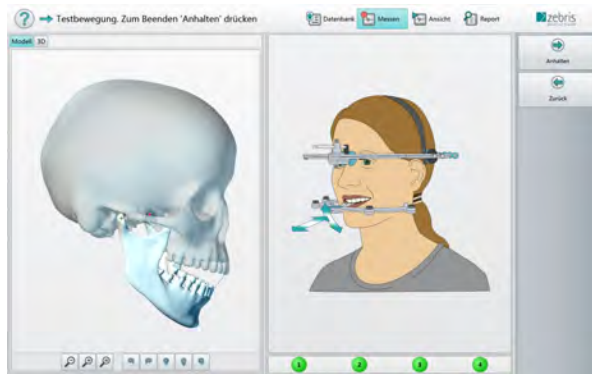 ? Testbewegung. Zum Beenden 'Anhalten' drücken
Datenbank Messen Ansicht Report
zebris
Modell 3D
Anhalten
Zurück
1 2 3 4